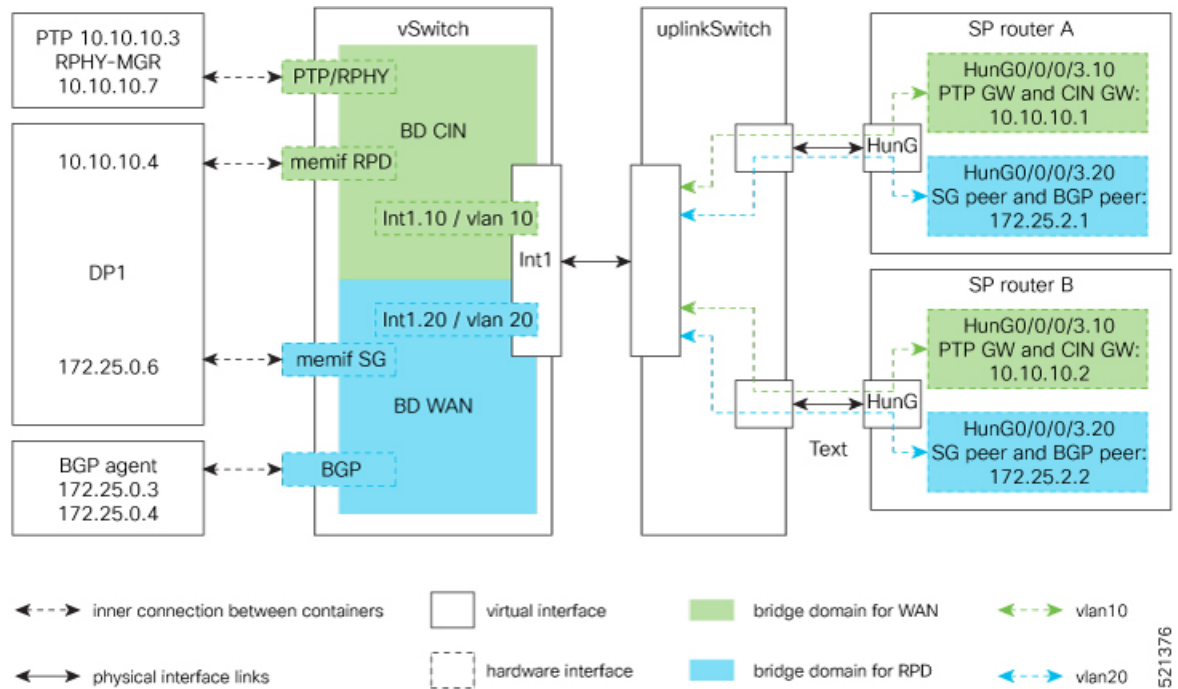 PTP 10.10.10.3
RPHY-MGR
10.10.10.7
10.10.10.4
DP1
172.25.0.6
BGP agent
172.25.0.3
172.25.0.4
vSwitch
PTP/RPHY
BD CIN
memif RPD
Int1.10 / vlan 10
Int1
Int1.20 / vlan 20
memif SG
BD WAN
BGP
uplinkSwitch
SP router A
HunG0/0/0/3.10
PTP GW and CIN GW:
10.10.10.1
HunG
HunG0/0/0/3.20
SG peer and BGP peer:
172.25.2.1
SP router B
HunG0/0/0/3.10
PTP GW and CIN GW:
10.10.10.2
HunG
Text
HunG0/0/0/3.20
SG peer and BGP peer:
172.25.2.2
inner connection between containers
virtual interface
bridge domain for WAN
vlan10
physical interface links
hardware interface
bridge domain for RPD
vlan20
521376